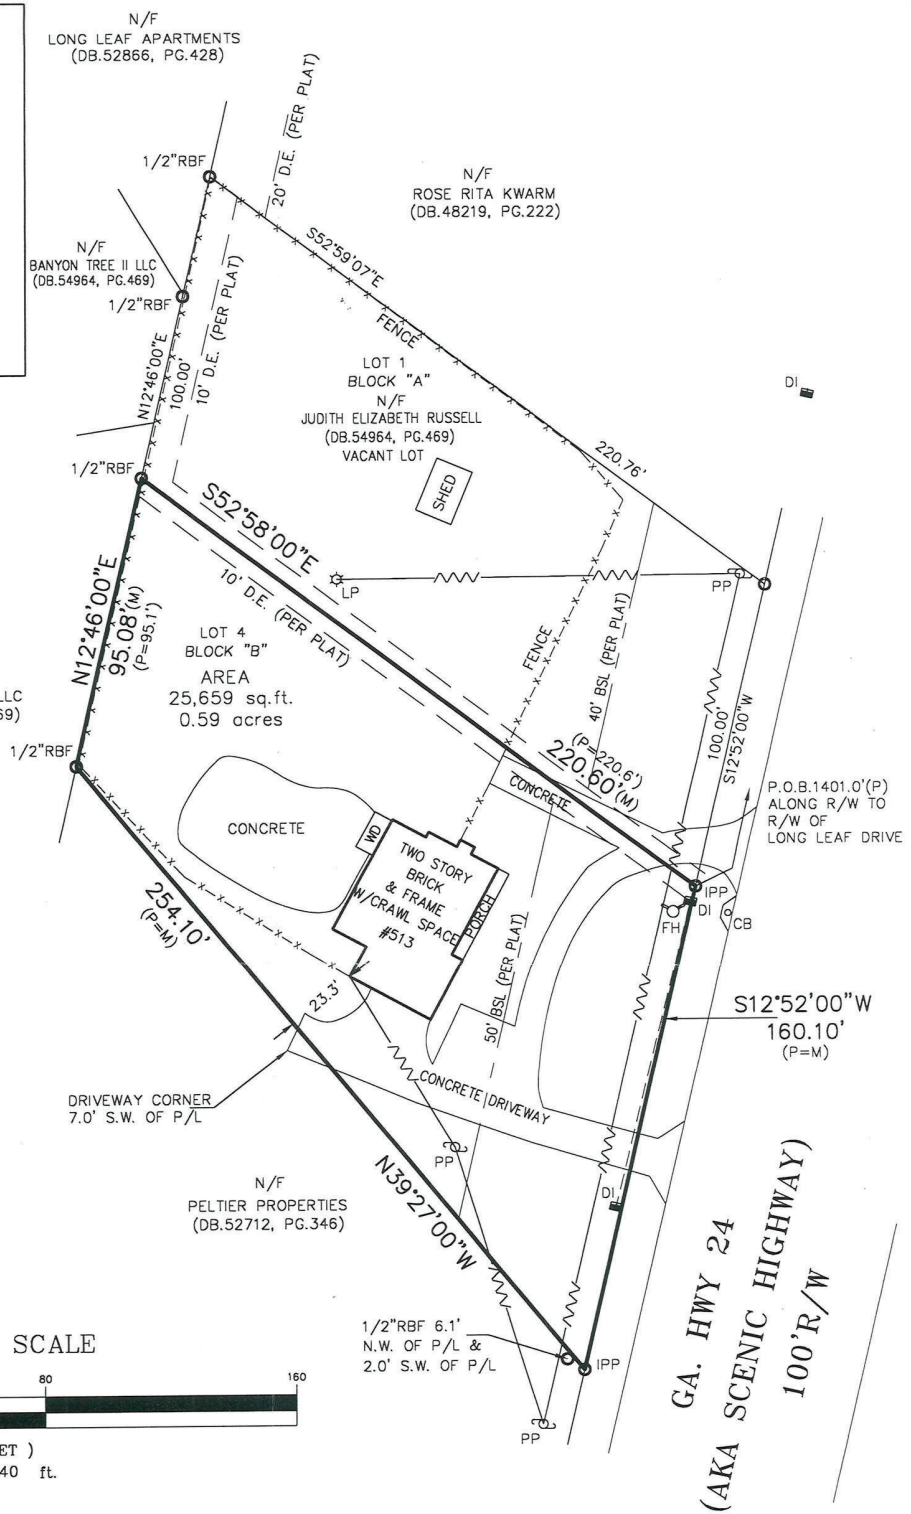 N/F
LONG LEAF APARTMENTS
(DB.52866, PG.428)
1/2"RBF
20' D.E. (PER PLAT)
N/F
ROSE RITA KWARM
(DB.48219, PG.222)
S52°59'07"E
FENCE
N/F
BANYON TREE II LLC
(DB.54964, PG.469)
1/2"RBF
10' D.E. (PER PLAT)
N12°46'00"E
100.00'
LOT 1
BLOCK "A"
N/F
JUDITH ELIZABETH RUSSELL
(DB.54964, PG.469)
VACANT LOT
DI
220.76'
1/2"RBF
SHED
S52°58'00"E
LP
PP
10' D.E. (PER PLAT)
N12°46'00"E
95.08'(M)
(P=95.1')
LOT 4
BLOCK "B"
AREA
25,659 sq.ft.
0.59 acres
FENCE
40' BSL (PER PLAT)
(P=220.6')
220.60'(M)
100.00'
S12°52'00"W
LLC
69)
1/2"RBF
CONCRETE
P.O.B.1401.0'(P)
ALONG R/W TO
R/W OF
LONG LEAF DRIVE
CONCRETE
WD
TWO STORY
BRICK
& FRAME
W/CRAWL SPACE
#513
PORCH
IPP
DI
FH
CB
254.10'
(P=M)
50' BSL (PER PLAT)
23.3'
S12°52'00"W
160.10'
(P=M)
DRIVEWAY CORNER
7.0' S.W. OF P/L
CONCRETE DRIVEWAY
PP
N/F
PELTIER PROPERTIES
(DB.52712, PG.346)
N39°27'00"W
DI
GA. HWY 24
(AKA SCENIC HIGHWAY)
100'R/W
1/2"RBF 6.1'
N.W. OF P/L &
2.0' S.W. OF P/L
IPP
PP
SCALE
80
160
ET )
40 ft.